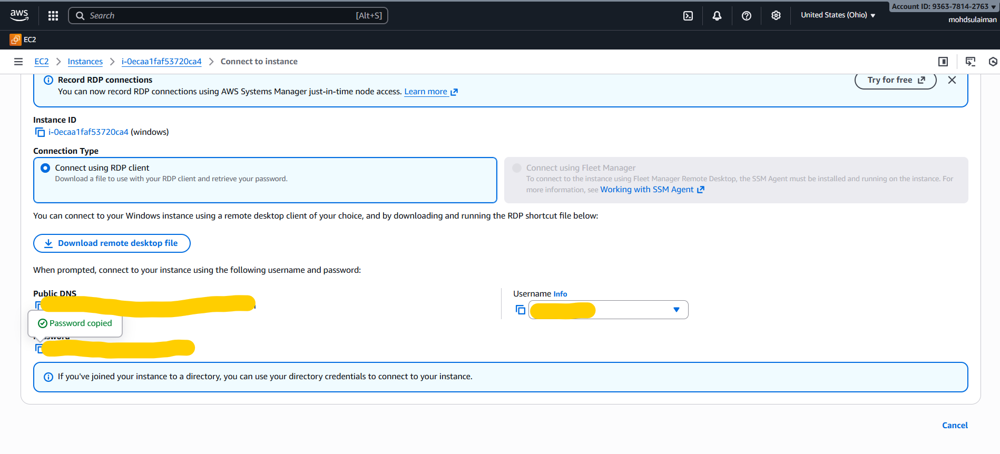 aws
Search [Alt+S]
United States (Ohio)
Account ID: 9363-7814-2763
mohdsulaiman
EC2
EC2 Instances i-0ecaa1faf53720ca4 Connect to instance
Record RDP connections
You can now record RDP connections using AWS Systems Manager just-in-time node access. Learn more
Try for free
Instance ID
i-0ecaa1faf53720ca4 (windows)
Connection Type
Connect using RDP client
Download a file to use with your RDP client and retrieve your password.
Connect using Fleet Manager
To connect to the instance using Fleet Manager Remote Desktop, the SSM Agent must be installed and running on the instance. For
more information, see Working with SSM Agent
You can connect to your Windows instance using a remote desktop client of your choice, and by downloading and running the RDP shortcut file below:
Download remote desktop file
When prompted, connect to your instance using the following username and password:
Public DNS
Username Info
Password copied
Password
If you've joined your instance to a directory, you can use your directory credentials to connect to your instance.
Cancel